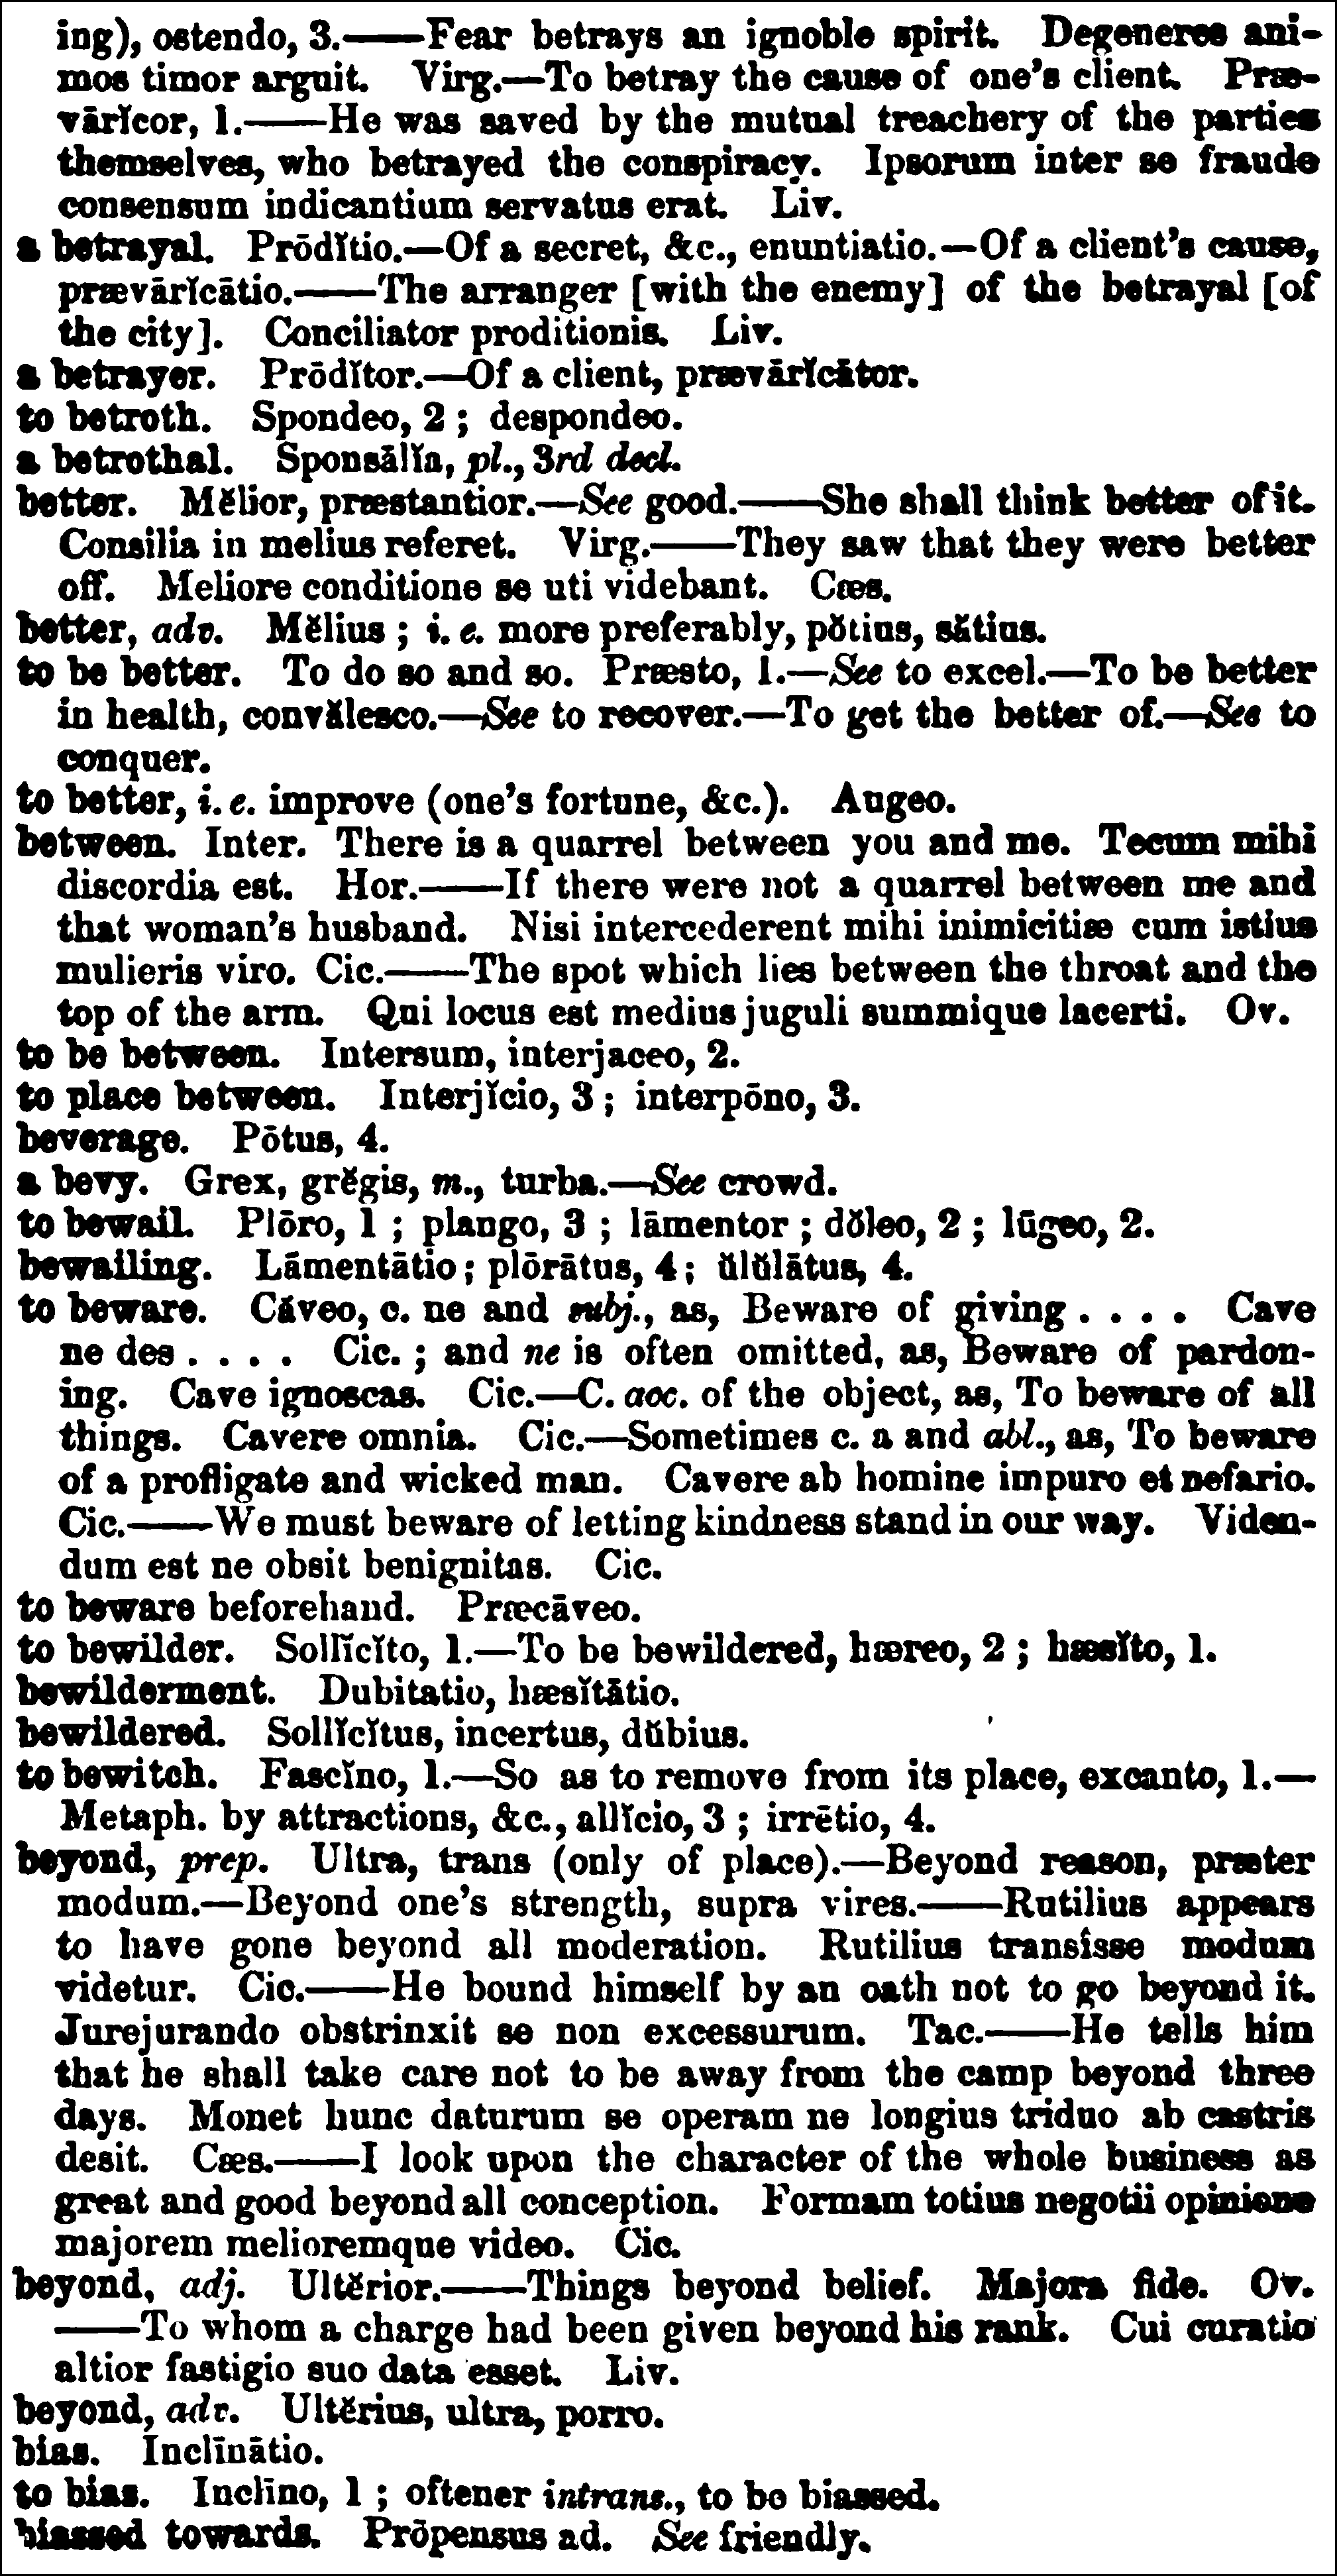 ing), ostendo, 3.——Fear betrays an ignoble spirit. Degeneres ani-
mos timor arguit. Virg.—To betray the cause of one's client. Præ-
vārĭcor, 1.——He was saved by the mutual treachery of the parties
themselves, who betrayed the conspiracy. Ipsorum inter se fraude
consensum indicantium servatus erat. Liv.
a betrayal. Prōdĭtio.—Of a secret, &c., enuntiatio.—Of a client's cause,
prævārĭcātio.——The arranger [with the enemy] of the betrayal [of
the city]. Conciliator proditionis. Liv.
a betrayer. Prōdĭtor.—Of a client, prævārĭcātor.
to betroth. Spondeo, 2 ; despondeo.
a betrothal. Sponsālĭa, pl., 3rd decl.
better. Mĕlior, præstantior.—See good.——She shall think better of it.
Consilia in melius referet. Virg.——They saw that they were better
off. Meliore conditione se uti videbant. Cæs.
better, adv. Mĕlius ; i. e. more preferably, pŏtius, sătius.
to be better. To do so and so. Præsto, 1.—See to excel.—To be better
in health, convălesco.—See to recover.—To get the better of.—See to
conquer.
to better, i. e. improve (one's fortune, &c.). Augeo.
between. Inter. There is a quarrel between you and me. Tecum mihi
discordia est. Hor.——If there were not a quarrel between me and
that woman's husband. Nisi intercederent mihi inimicitiæ cum istius
mulieris viro. Cic.——The spot which lies between the throat and the
top of the arm. Qui locus est medius juguli summique lacerti. Ov.
to be between. Intersum, interjaceo, 2.
to place between. Interjĭcio, 3 ; interpōno, 3.
beverage. Pōtus, 4.
a bevy. Grex, grĕgis, m., turba.—See crowd.
to bewail. Plōro, 1 ; plango, 3 ; lāmentor ; dŏleo, 2 ; lūgeo, 2.
bewailing. Lāmentātio ; plōrātus, 4 ; ŭlŭlātus, 4.
to beware. Căveo, c. ne and subj., as, Beware of giving . . . . Cave
ne des . . . . Cic. ; and ne is often omitted, as, Beware of pardon-
ing. Cave ignoscas. Cic.—C. acc. of the object, as, To beware of all
things. Cavere omnia. Cic.—Sometimes c. a and abl., as, To beware
of a profligate and wicked man. Cavere ab homine impuro et nefario.
Cic.——We must beware of letting kindness stand in our way. Viden-
dum est ne obsit benignitas. Cic.
to beware beforehand. Præcāveo.
to bewilder. Sollĭcĭto, 1.—To be bewildered, hæreo, 2 ; hæsĭto, 1.
bewilderment. Dubitatio, hæsĭtātio.
bewildered. Sollĭcĭtus, incertus, dŭbius.
to bewitch. Fascĭno, 1.—So as to remove from its place, excanto, 1.—
Metaph. by attractions, &c., allĭcio, 3 ; irrētio, 4.
beyond, prep. Ultra, trans (only of place).—Beyond reason, præter
modum.—Beyond one's strength, supra vires.——Rutilius appears
to have gone beyond all moderation. Rutilius transîsse modum
videtur. Cic.——He bound himself by an oath not to go beyond it.
Jurejurando obstrinxit se non excessurum. Tac.——He tells him
that he shall take care not to be away from the camp beyond three
days. Monet hunc daturum se operam ne longius triduo ab castris
desit. Cæs.——I look upon the character of the whole business as
great and good beyond all conception. Formam totius negotii opinione
majorem melioremque video. Cic.
beyond, adj. Ultĕrior.——Things beyond belief. Majora fide. Ov.
——To whom a charge had been given beyond his rank. Cui curatio
altior fastigio suo data esset. Liv.
beyond, adv. Ultĕrius, ultra, porro.
bias. Inclīnātio.
to bias. Inclīno, 1 ; oftener intrans., to be biassed.
biassed towards. Prōpensus ad. See friendly.